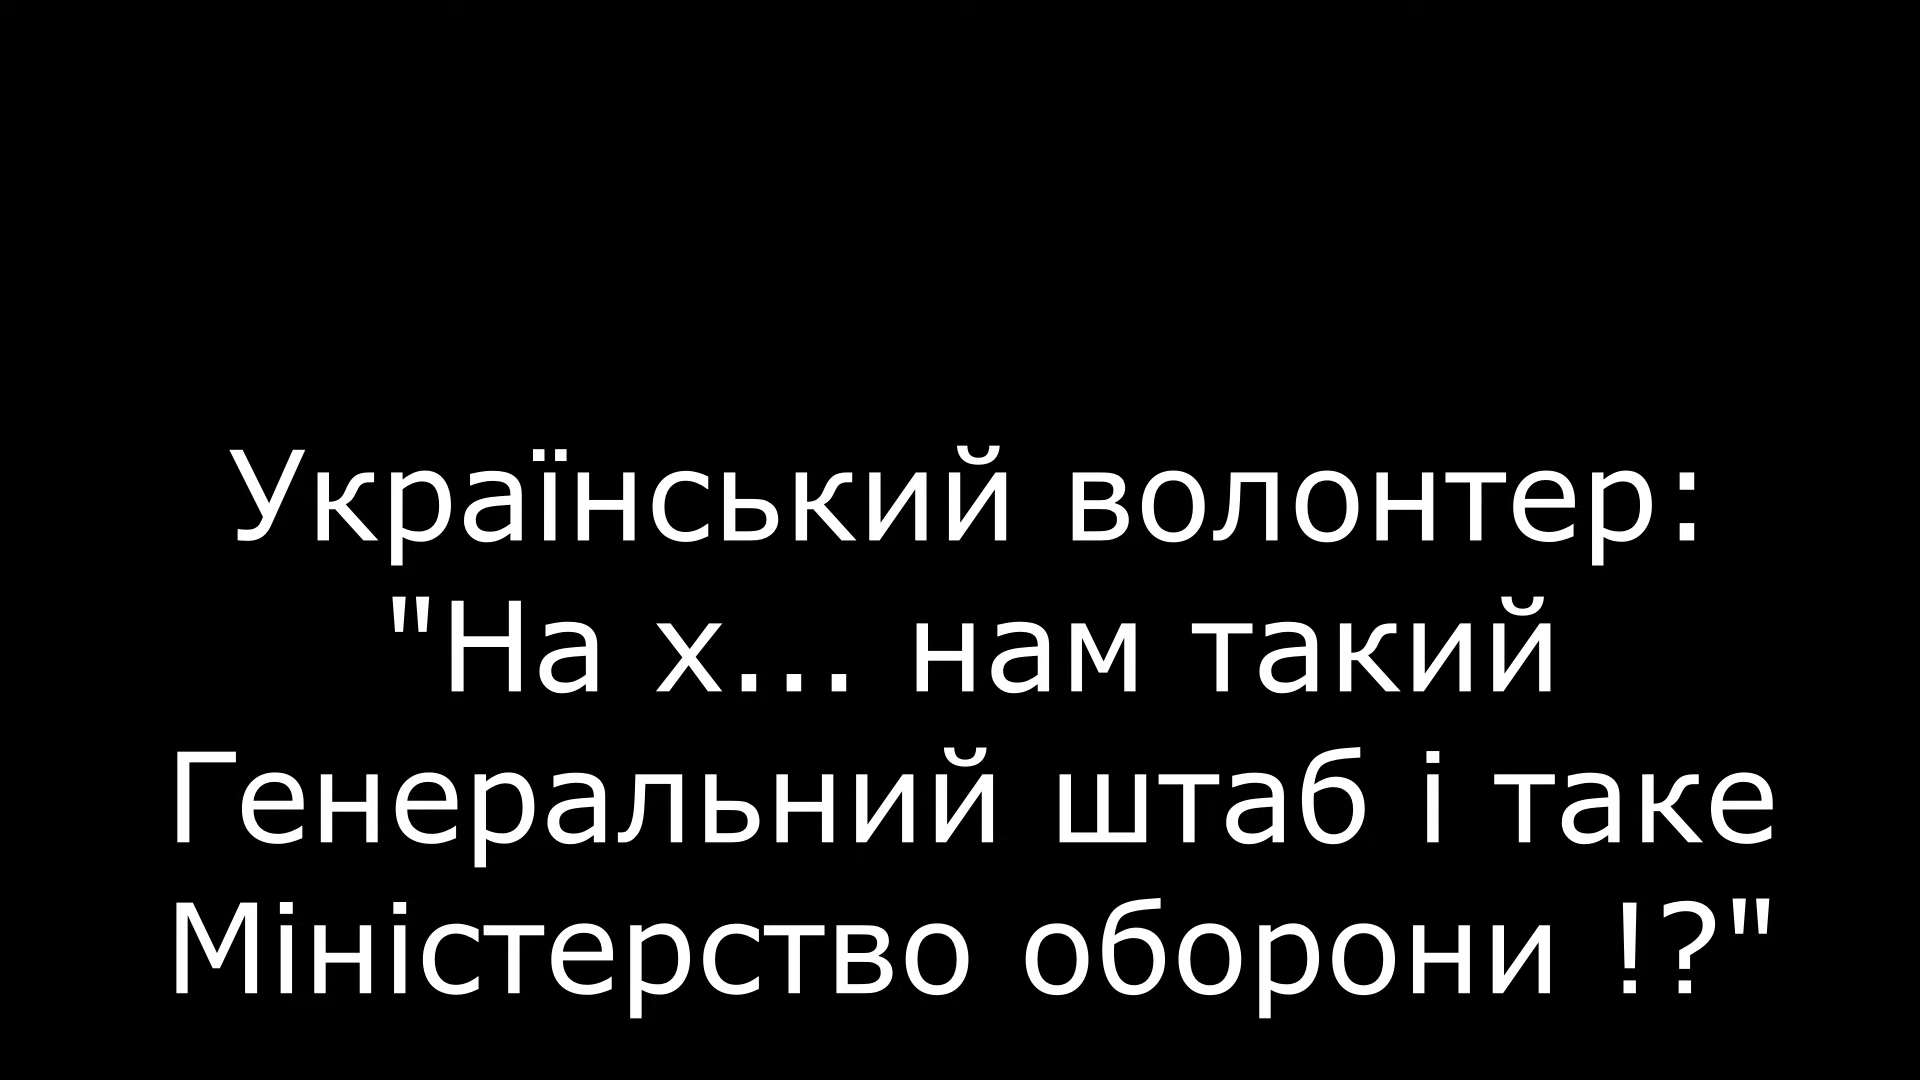 Український волонтер:
"На х... нам такий
Генеральний штаб і таке
Міністерство оборони !?"